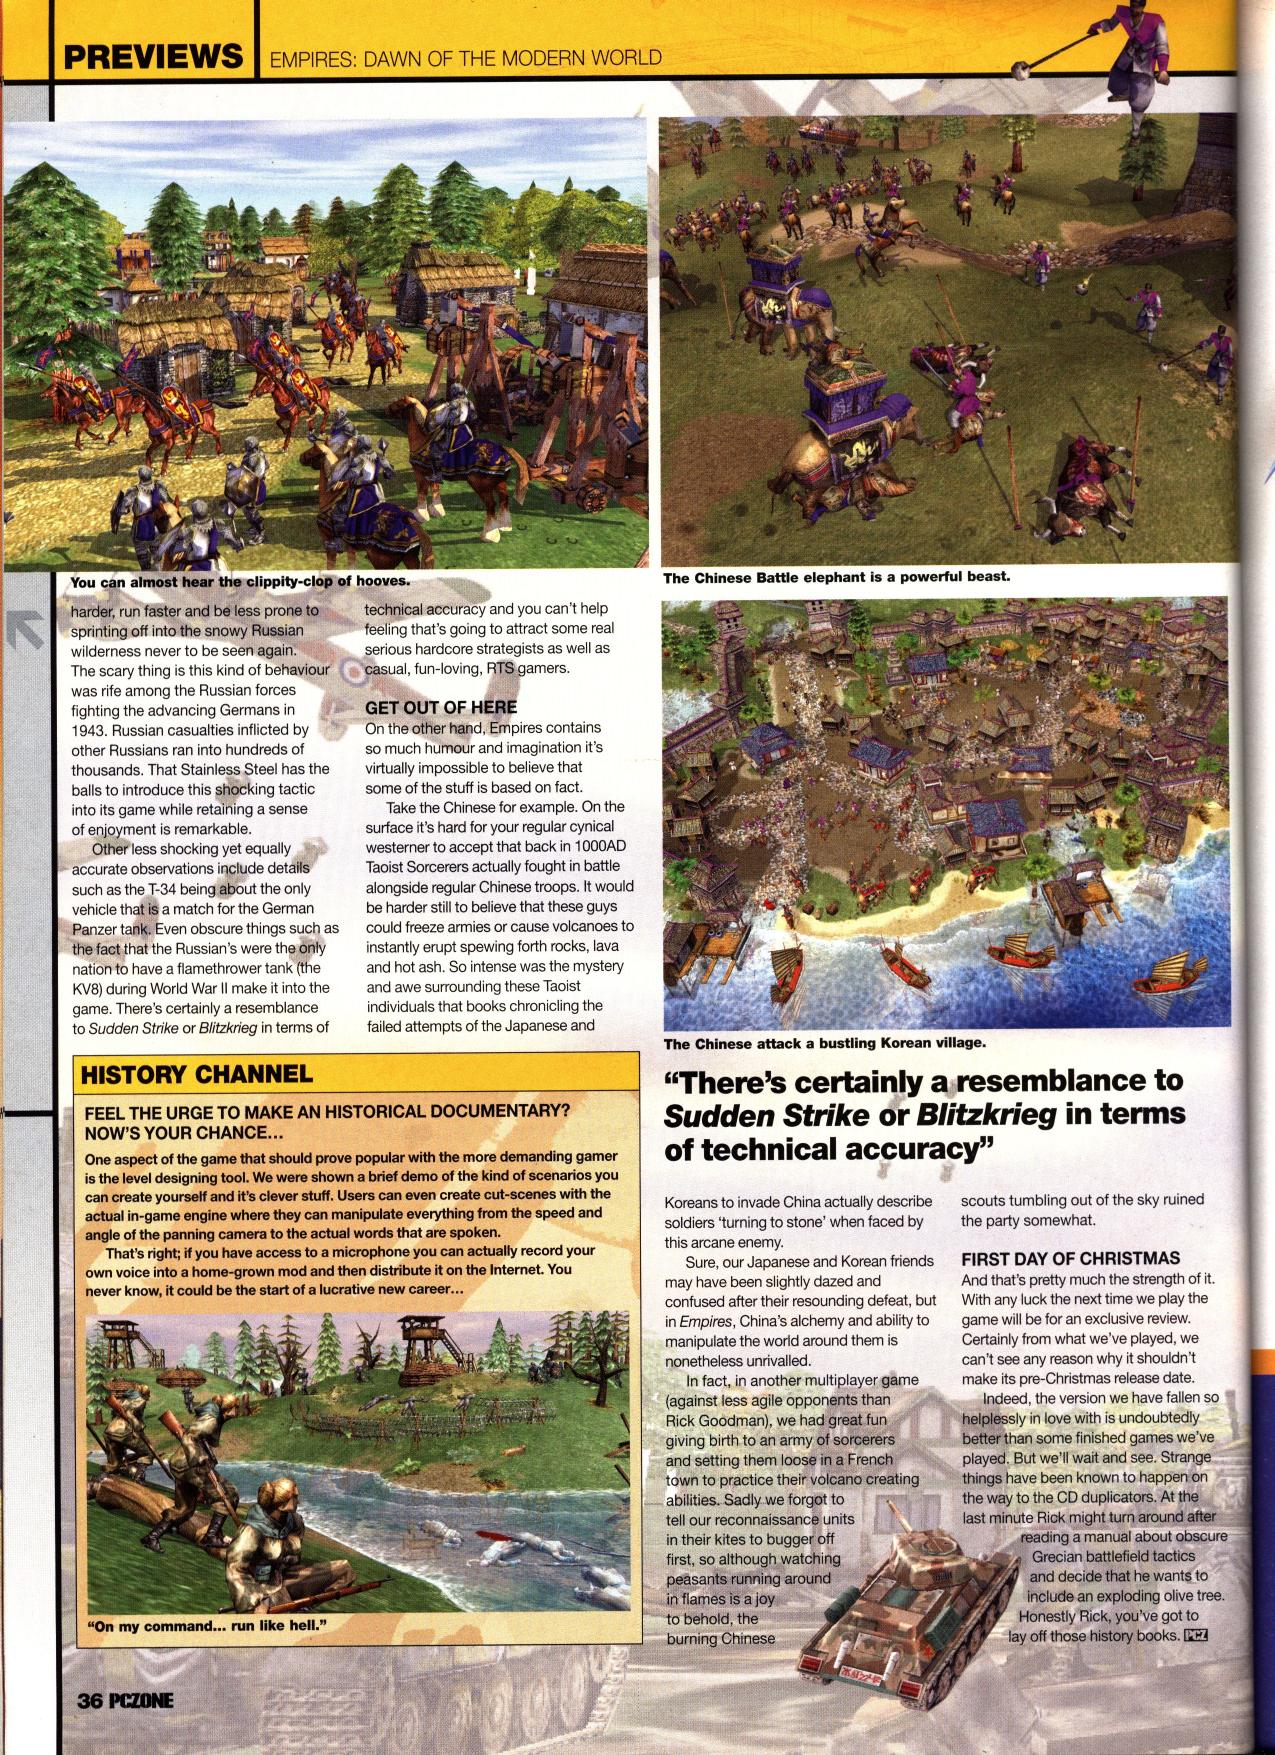 PREVIEWS
EMPIRES: DAWN OF THE MODERN WORLD
You can almost hear the clippity-clop of hooves.
The Chinese Battle elephant is a powerful beast.
harder, run faster and be less prone to
sprinting off into the snowy Russian
wilderness never to be seen again.
The scary thing is this kind of behaviour
was rife among the Russian forces
fighting the advancing Germans in
1943. Russian casualties inflicted by
other Russians ran into hundreds of
thousands. That Stainless Steel has the
balls to introduce this shocking tactic
into its game while retaining a sense
of enjoyment is remarkable.
Other less shocking yet equally
accurate observations include details
such as the T-34 being about the only
vehicle that is a match for the German
Panzer tank. Even obscure things such as
the fact that the Russian's were the only
nation to have a flamethrower tank (the
KV8) during World War II make it into the
game. There's certainly a resemblance
to Sudden Strike or Blitzkrieg in terms of
technical accuracy and you can't help
feeling that's going to attract some real
serious hardcore strategists as well as
casual, fun-loving, RTS gamers.
GET OUT OF HERE
On the other hand, Empires contains
so much humour and imagination it's
virtually impossible to believe that
some of the stuff is based on fact.
Take the Chinese for example. On the
surface it's hard for your regular cynical
westerner to accept that back in 1000AD
Taoist Sorcerers actually fought in battle
alongside regular Chinese troops. It would
be harder still to believe that these guys
could freeze armies or cause volcanoes to
instantly erupt spewing forth rocks, lava
and hot ash. So intense was the mystery
and awe surrounding these Taoist
individuals that books chronicling the
failed attempts of the Japanese and
The Chinese attack a bustling Korean village.
"There's certainly a resemblance to
Sudden Strike or Blitzkrieg in terms
of technical accuracy"
Koreans to invade China actually describe
soldiers 'turning to stone' when faced by
this arcane enemy.
Sure, our Japanese and Korean friends
may have been slightly dazed and
confused after their resounding defeat, but
in Empires, China's alchemy and ability to
manipulate the world around them is
nonetheless unrivalled.
In fact, in another multiplayer game
(against less agile opponents than
Rick Goodman), we had great fun
giving birth to an army of sorcerers
and setting them loose in a French
town to practice their volcano creating
abilities. Sadly we forgot to
tell our reconnaissance units
in their kites to bugger off
first, so although watching
peasants running around
in flames is a joy
to behold, the
burning Chinese
scouts tumbling out of the sky ruined
the party somewhat.
FIRST DAY OF CHRISTMAS
And that's pretty much the strength of it.
With any luck the next time we play the
game will be for an exclusive review.
Certainly from what we've played, we
can't see any reason why it shouldn't
make its pre-Christmas release date.
Indeed, the version we have fallen so
helplessly in love with is undoubtedly
better than some finished games we've
played. But we'll wait and see. Strange
things have been known to happen on
the way to the CD duplicators. At the
last minute Rick might turn around after
reading a manual about obscure
Grecian battlefield tactics
and decide that he wants to
include an exploding olive tree.
Honestly Rick, you've got to
lay off those history books. PCZ
HISTORY CHANNEL
FEEL THE URGE TO MAKE AN HISTORICAL DOCUMENTARY?
NOW'S YOUR CHANCE...
One aspect of the game that should prove popular with the more demanding gamer
is the level designing tool. We were shown a brief demo of the kind of scenarios you
can create yourself and it's clever stuff. Users can even create cut-scenes with the
actual in-game engine where they can manipulate everything from the speed and
angle of the panning camera to the actual words that are spoken.
That's right; if you have access to a microphone you can actually record your
own voice into a home-grown mod and then distribute it on the Internet. You
never know, it could be the start of a lucrative new career...
"On my command... run like hell."
36 PCZONE